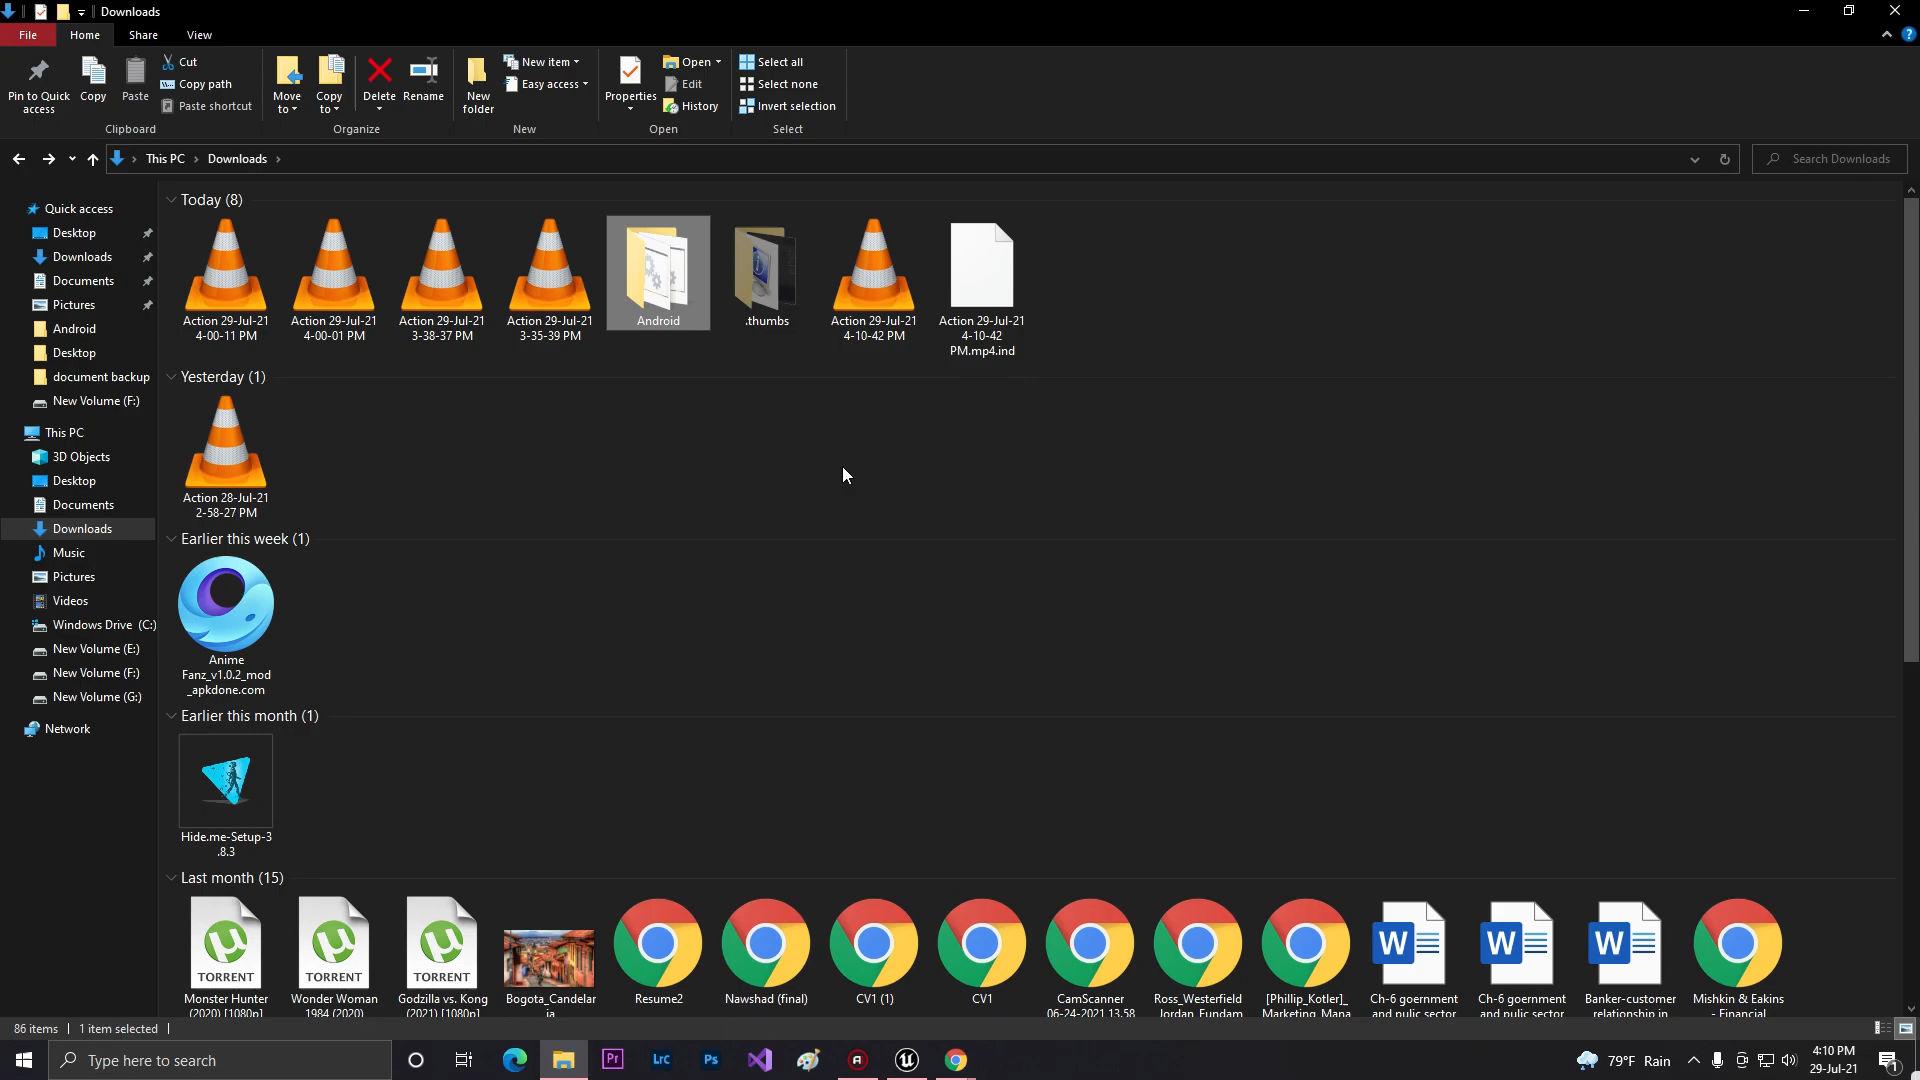 Downloads
File
Home
Share
View
Pin to Quick
access
Copy
Paste
Cut
Copy path
Paste shortcut
Clipboard
Move
to
Copy
to
Delete
Rename
Organize
New
folder
New item
Easy access
New
Properties
Open
Edit
History
Open
Select all
Select none
Invert selection
Select
This PC
Downloads
Search Downloads
Quick access
Desktop
Downloads
Documents
Pictures
Android
Desktop
document backup
New Volume (F:)
This PC
3D Objects
Desktop
Documents
Downloads
Music
Pictures
Videos
Windows Drive (C:)
New Volume (E:)
New Volume (F:)
New Volume (G:)
Network
Today (8)
Action 29-Jul-21
4-00-11 PM
Action 29-Jul-21
4-00-01 PM
Action 29-Jul-21
3-38-37 PM
Action 29-Jul-21
3-35-39 PM
Android
.thumbs
Action 29-Jul-21
4-10-42 PM
Action 29-Jul-21
4-10-42
PM.mp4.ind
Yesterday (1)
Action 28-Jul-21
2-58-27 PM
Earlier this week (1)
Anime
Fanz_v1.0.2_mod
_apkdone.com
Earlier this month (1)
Hide.me-Setup-3
.8.3
Last month (15)
TORRENT
Monster Hunter
(2020) [1080p]
TORRENT
Wonder Woman
1984 (2020)
TORRENT
Godzilla vs. Kong
(2021) [1080p]
Bogota_Candelar
ia
Resume2
Nawshad (final)
CV1 (1)
CV1
CamScanner
06-24-2021 13.58
Ross_Westerfield
Jordan_Fundam
[Phillip_Kotler]_
Marketing_Mana
W
Ch-6 goernment
and pulic sector
W
Ch-6 goernment
and pulic sector
W
Banker-customer
relationship in
Mishkin & Eakins
- Financial
86 items
1 item selected
Type here to search
Pr
Lrc
Ps
79°F Rain
4:10 PM
29-Jul-21
1